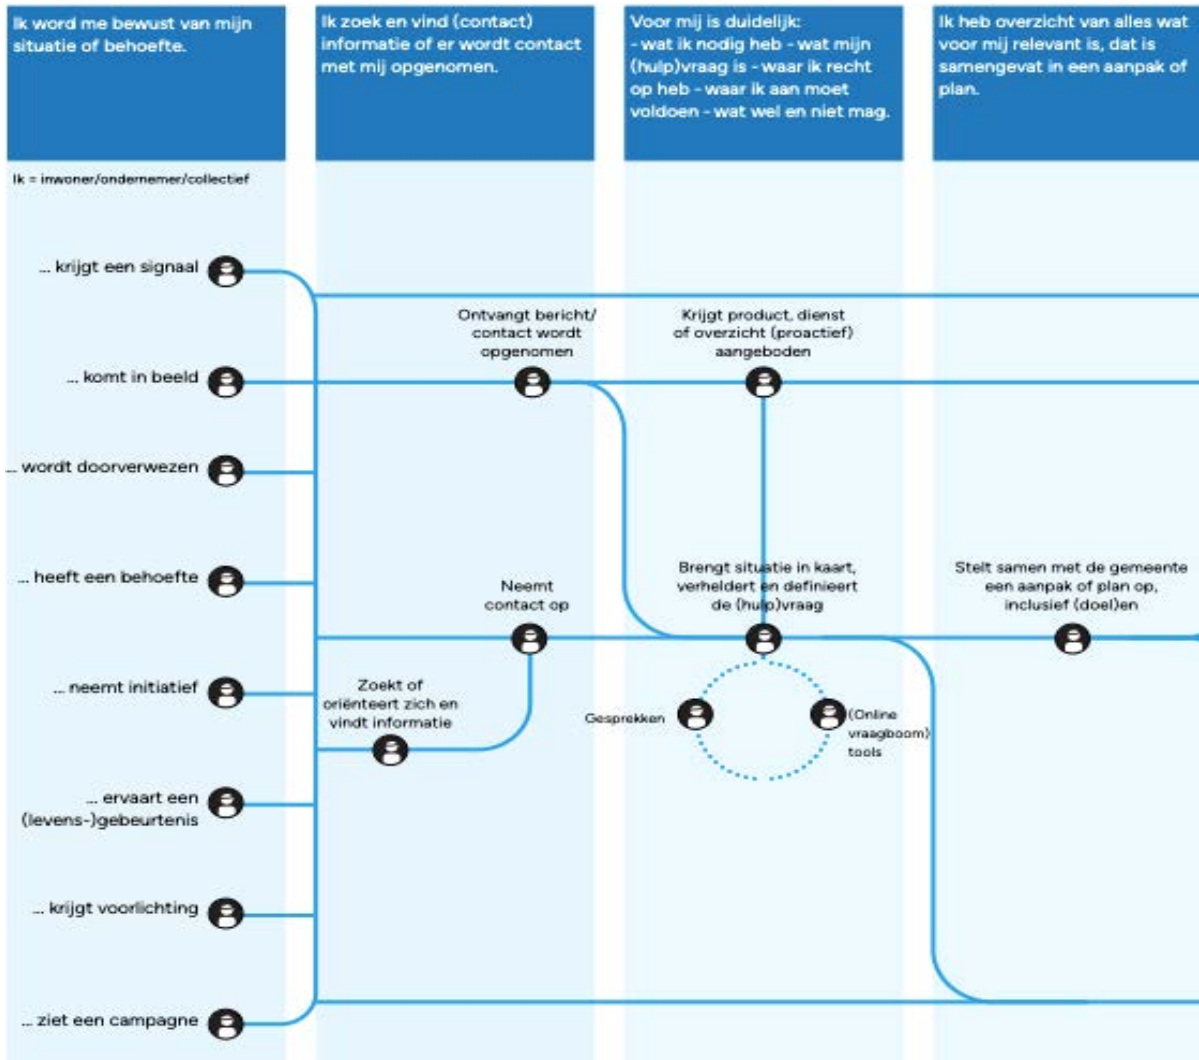 Ik word me bewust van mijn
situatie of behoefte.
Ik zoek en vind (contact)
informatie of er wordt contact
met mij opgenomen.
Voor mij is duidelijk:
- wat ik nodig heb - wat mijn
(hulp)vraag is - waar ik recht
op heb - waar ik aan moet
voldoen - wat wel en niet mag.
Ik heb overzicht van alles wat
voor mij relevant is, dat is
samengevat in een aanpak of
plan.
Ik = inwoner/ondernemer/collectief
... krijgt een signaal
... komt in beeld
... wordt doorverwezen
... heeft een behoefte
... neemt initiatief
... ervaart een
(levens-)gebeurtenis
... krijgt voorlichting
... ziet een campagne
Ontvangt bericht/
contact wordt
opgenomen
Neemt
contact op
Zoekt of
oriënteert zich en
vindt informatie
Krijgt product, dienst
of overzicht (proactief)
aangeboden
Brengt situatie in kaart,
verheldert en definieert
de (hulp)vraag
Gesprekken
(Online
vraagboom)
tools
Stelt samen met de gemeente
een aanpak of plan op,
inclusief (doel)en